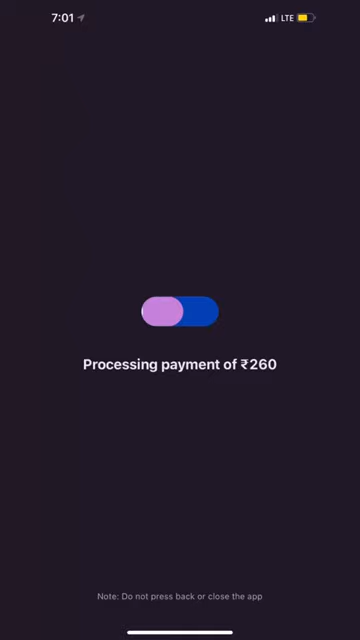 7:01 LTE
Processing payment of ₹260
Note: Do not press back or close the app